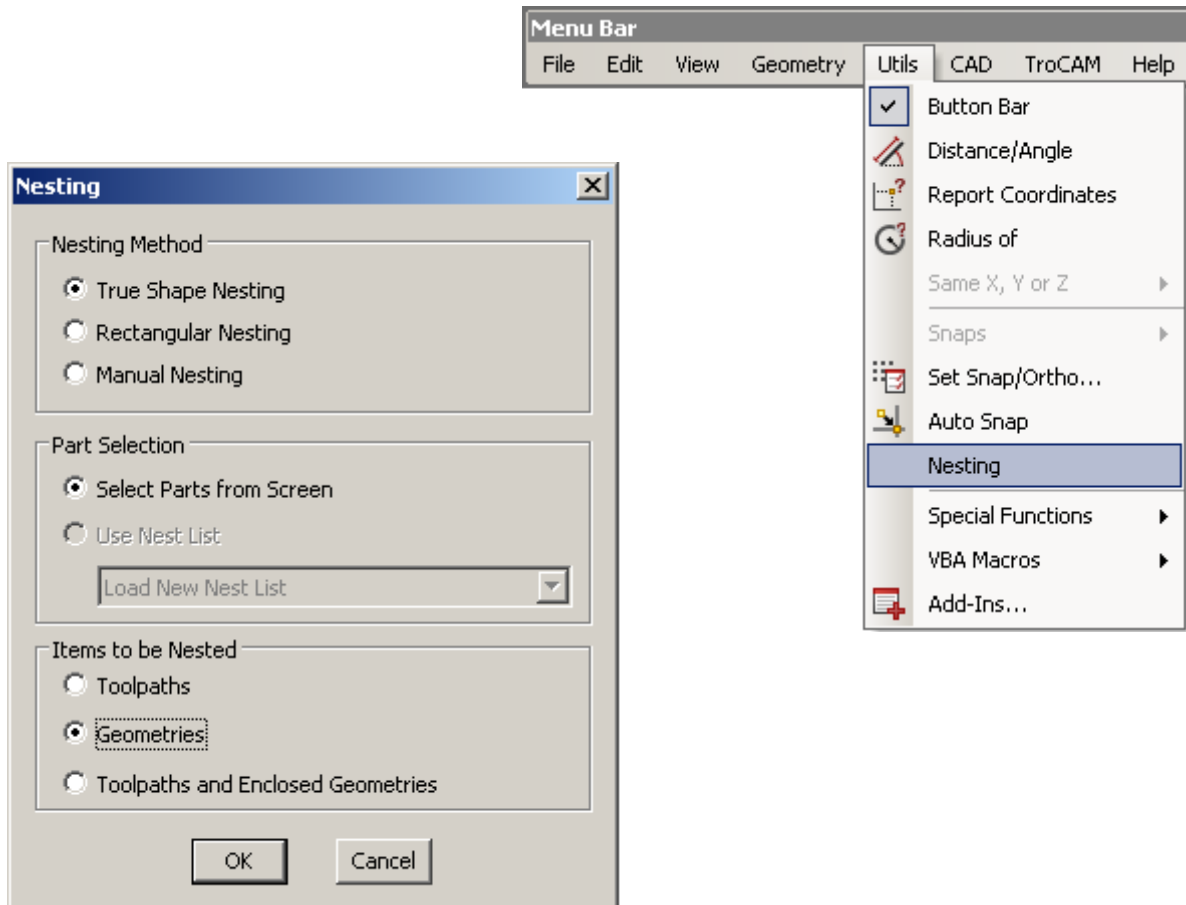 Menu Bar
File Edit View Geometry Utils CAD TroCAM Help
Button Bar
Distance/Angle
Report Coordinates
Radius of
Same X, Y or Z
Snaps
Set Snap/Ortho...
Auto Snap
Nesting
Special Functions
VBA Macros
Add-Ins...
Nesting
Nesting Method
True Shape Nesting
Rectangular Nesting
Manual Nesting
Part Selection
Select Parts from Screen
Use Nest List
Load New Nest List
Items to be Nested
Toolpaths
Geometries
Toolpaths and Enclosed Geometries
OK Cancel